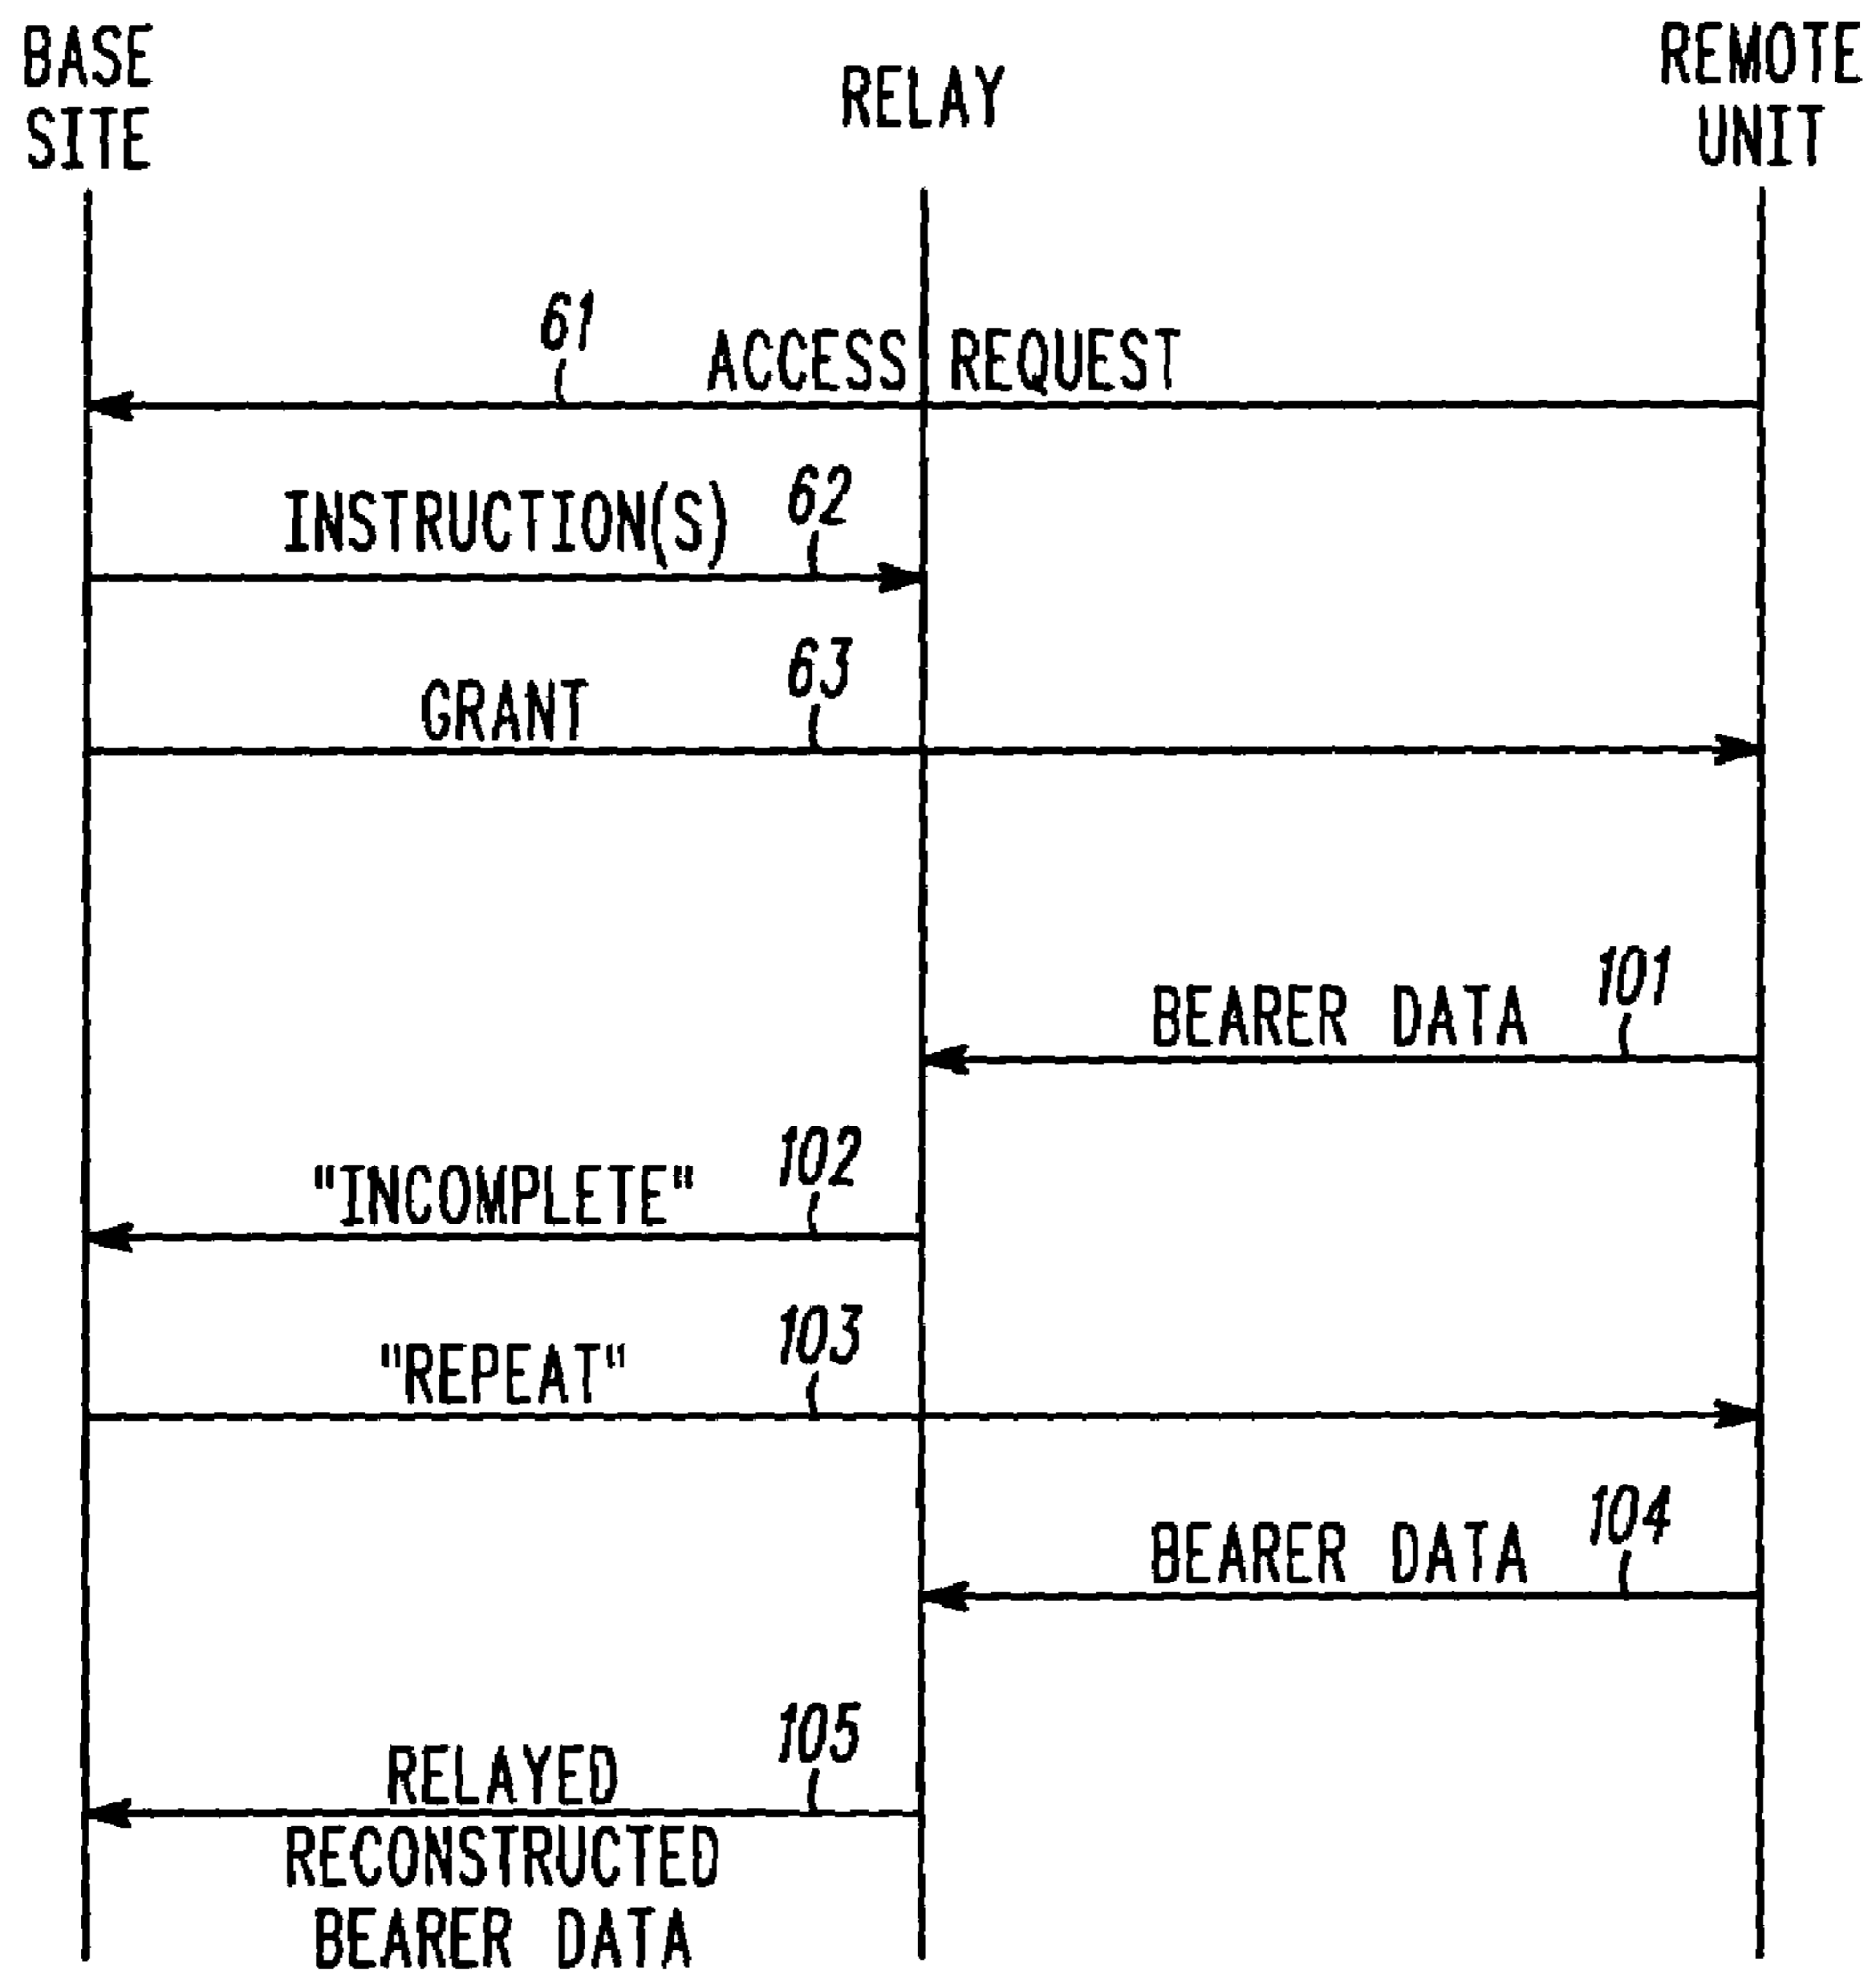 BASE
SITE
RELAY
REMOTE
UNIT
61
ACCESS REQUEST
INSTRUCTION(S)
62
GRANT
63
BEARER DATA
101
"INCOMPLETE"
102
"REPEAT"
103
BEARER DATA
104
RELAYED
105
RECONSTRUCTED
BEARER DATA